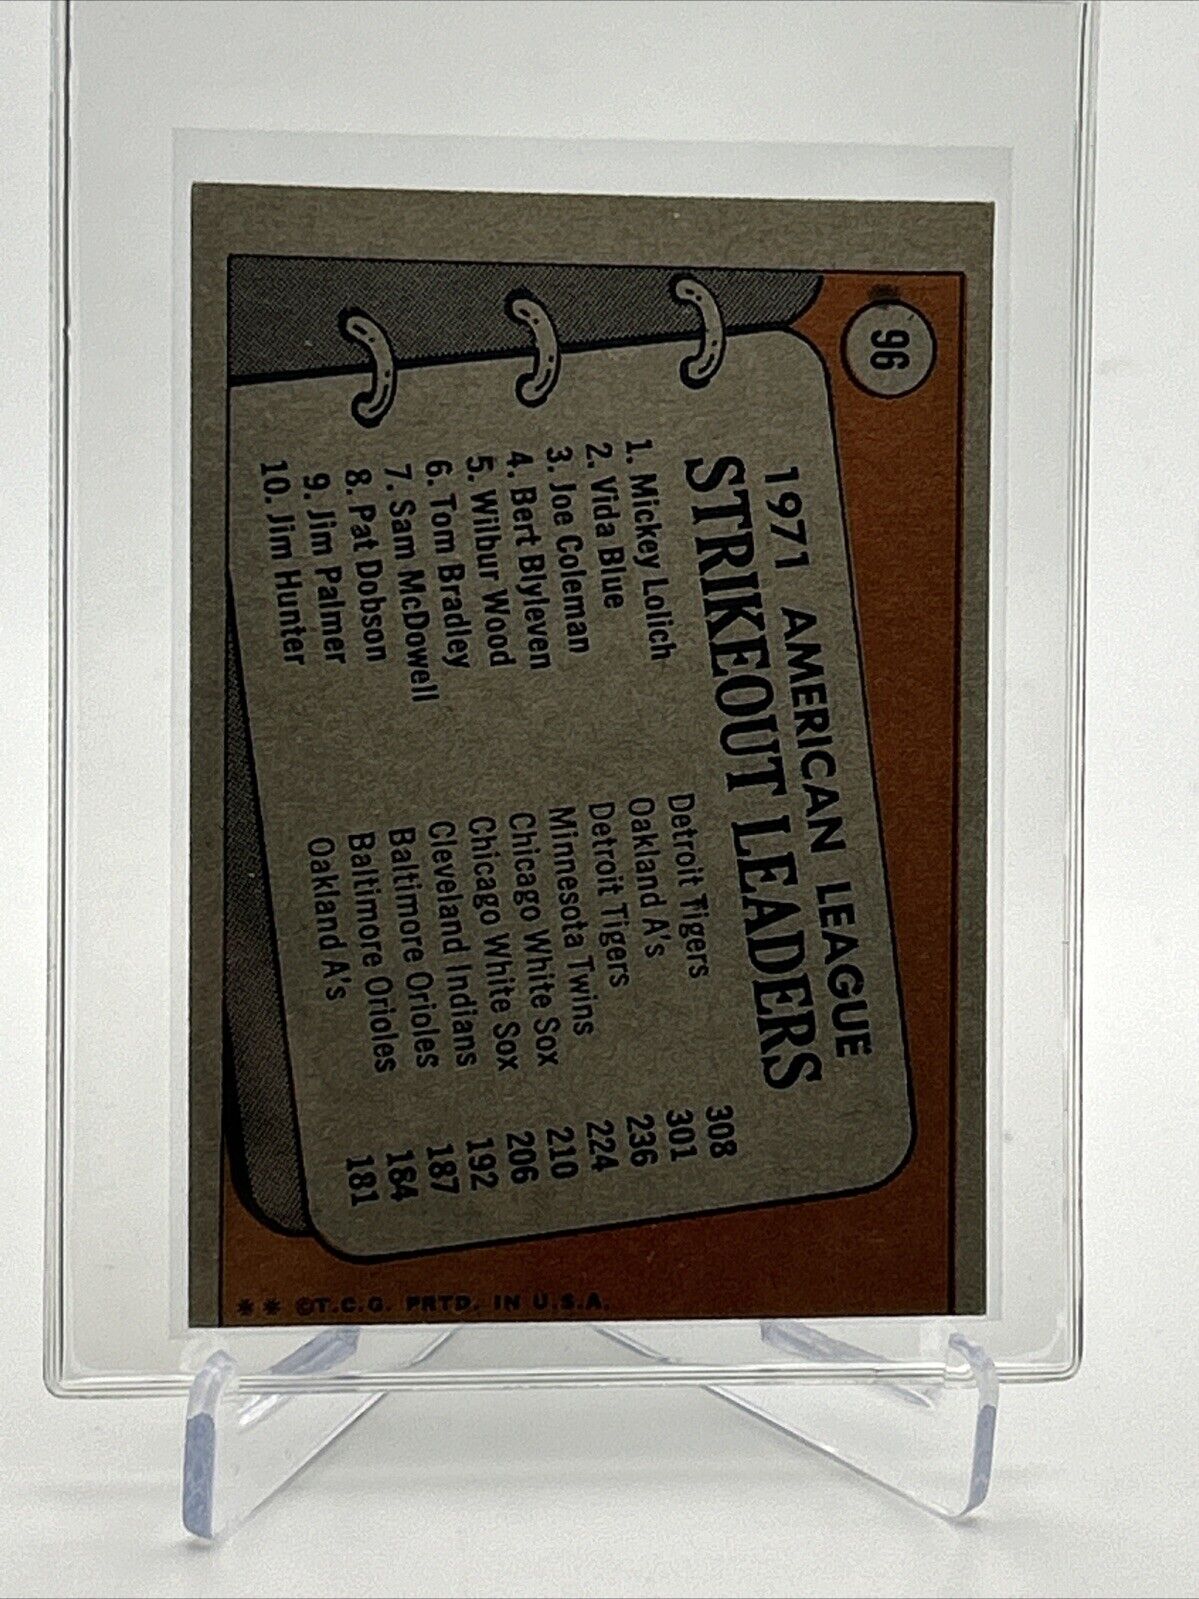 96
1971 AMERICAN LEAGUE
STRIKEOUT LEADERS
1. Mickey Lolich Detroit Tigers 308
2. Vida Blue Oakland A's 301
3. Joe Coleman Detroit Tigers 236
4. Bert Blyleven Minnesota Twins 224
5. Wilbur Wood Chicago White Sox 210
6. Tom Bradley Chicago White Sox 206
7. Sam McDowell Cleveland Indians 192
8. Pat Dobson Baltimore Orioles 187
9. Jim Palmer Baltimore Orioles 184
10. Jim Hunter Oakland A's 181
* * ©T.C.G. PRTD. IN U.S.A.